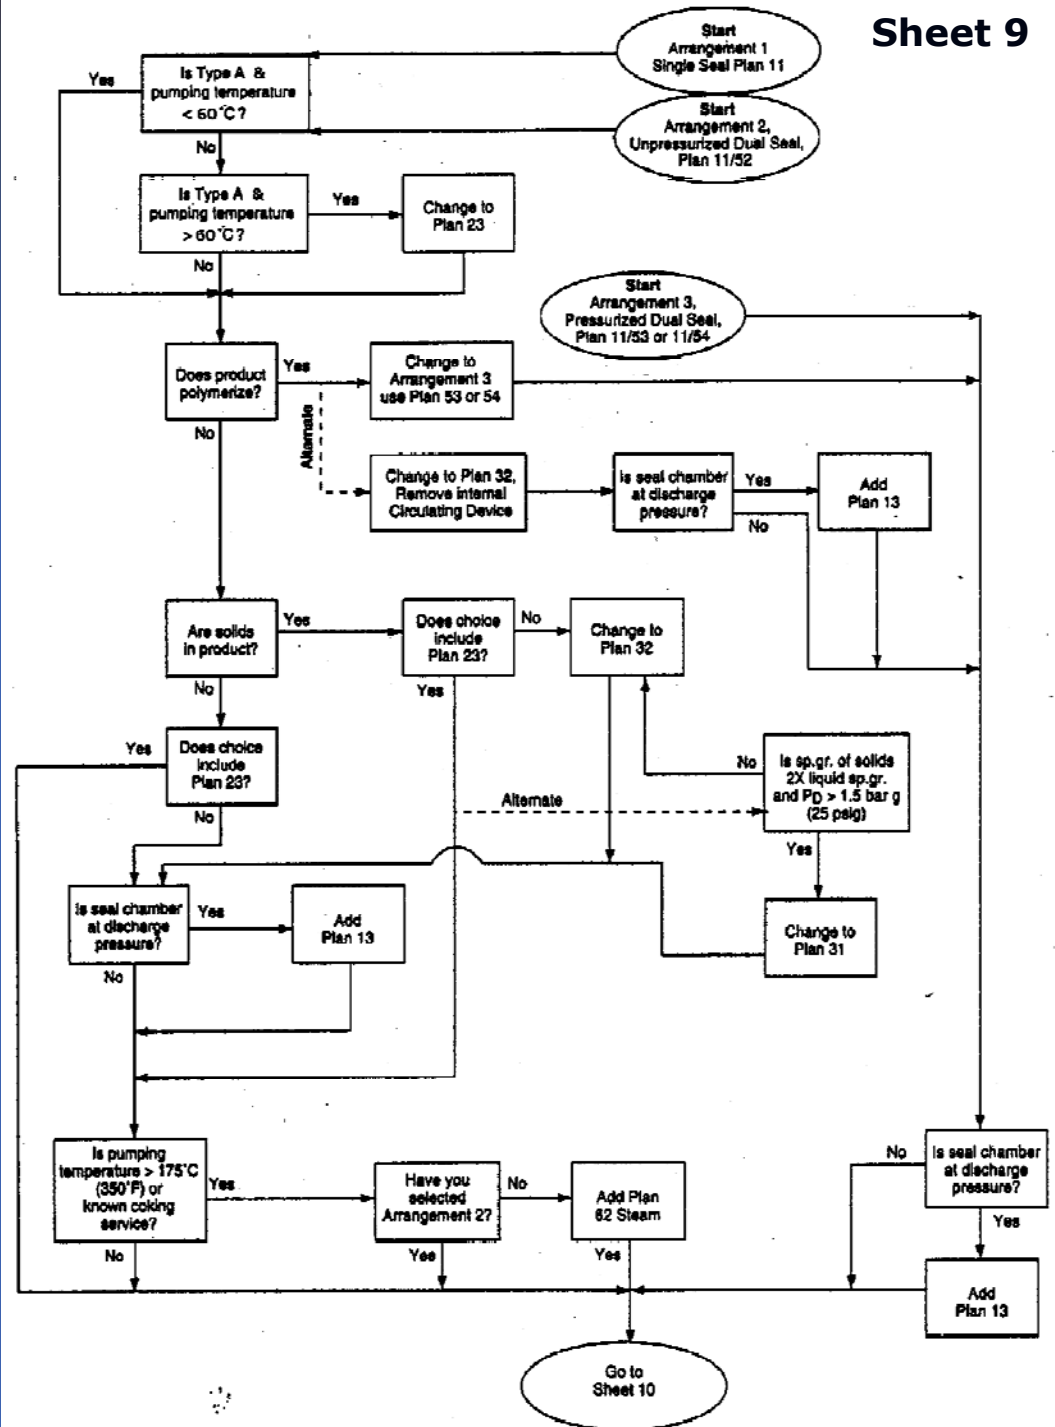 Sheet 9
Start
Arrangement 1
Single Seal Plan 11
Yes
Is Type A &
pumping temperature
< 60°C?
Start
Arrangement 2,
Unpressurized Dual Seal,
Plan 11/52
No
Is Type A &
pumping temperature
> 60°C?
Yes
Change to
Plan 23
No
Start
Arrangement 3,
Pressurized Dual Seal,
Plan 11/53 or 11/54
Does product
polymerize?
Yes
Change to
Arrangement 3
use Plan 53 or 54
Alternate
No
Change to Plan 32,
Remove internal
Circulating Device
Is seal chamber
at discharge
pressure?
Yes
No
Add
Plan 13
Are solids
in product?
Yes
Does choice
include
Plan 23?
No
Change to
Plan 32
No
Yes
Yes
Does choice
include
Plan 23?
No
No
Is sp.gr. of solids
2X liquid sp.gr.
and PD > 1.5 bar g
(25 psig)
Alternate
Yes
Is seal chamber
at discharge
pressure?
Yes
Add
Plan 13
Change to
Plan 31
No
Is pumping
temperature > 175°C
(350°F) or
known coking
service?
Yes
Have you
selected
Arrangement 2?
No
Add Plan
62 Steam
No
Is seal chamber
at discharge
pressure?
Yes
No
Yes
Yes
Add
Plan 13
Go to
Sheet 10